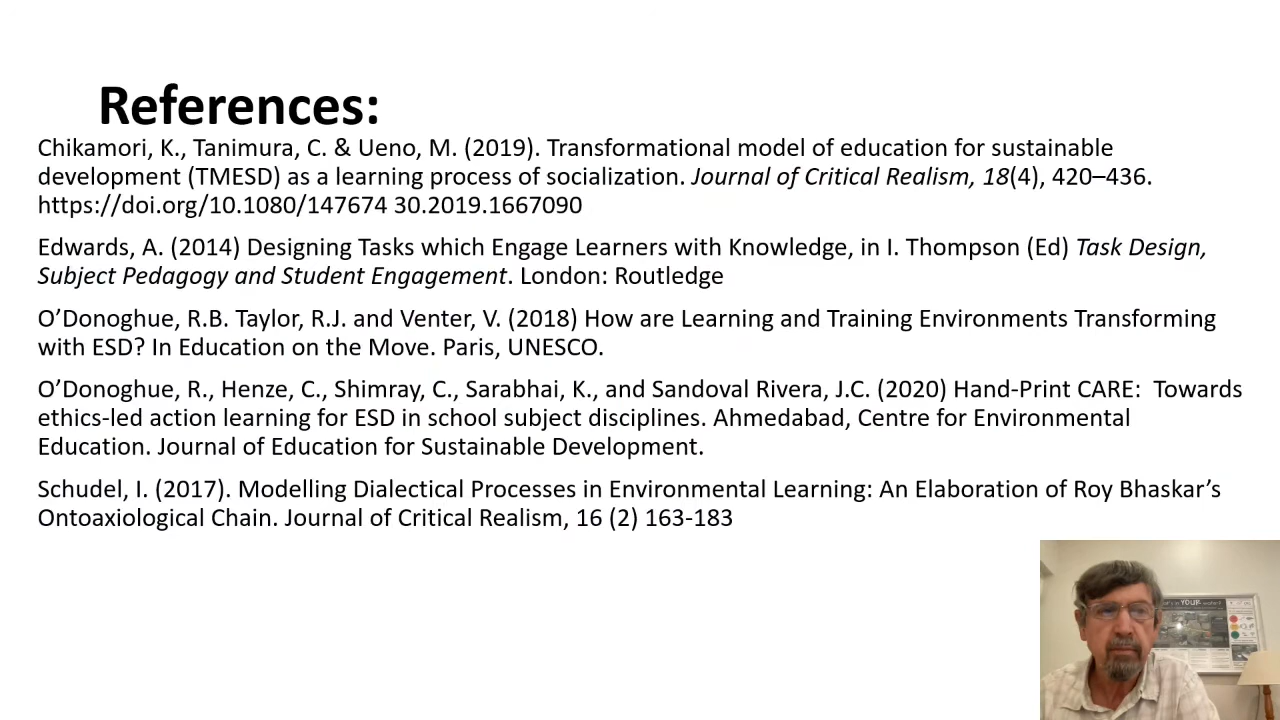 References:
Chikamori, K., Tanimura, C. & Ueno, M. (2019). Transformational model of education for sustainable
development (TMESD) as a learning process of socialization. Journal of Critical Realism, 18(4), 420–436.
https://doi.org/10.1080/147674 30.2019.1667090
Edwards, A. (2014) Designing Tasks which Engage Learners with Knowledge, in I. Thompson (Ed) Task Design,
Subject Pedagogy and Student Engagement. London: Routledge
O’Donoghue, R.B. Taylor, R.J. and Venter, V. (2018) How are Learning and Training Environments Transforming
with ESD? In Education on the Move. Paris, UNESCO.
O’Donoghue, R., Henze, C., Shimray, C., Sarabhai, K., and Sandoval Rivera, J.C. (2020) Hand-Print CARE:  Towards
ethics-led action learning for ESD in school subject disciplines. Ahmedabad, Centre for Environmental
Education. Journal of Education for Sustainable Development.
Schudel, I. (2017). Modelling Dialectical Processes in Environmental Learning: An Elaboration of Roy Bhaskar’s
Ontoaxiological Chain. Journal of Critical Realism, 16 (2) 163-183
in YOUR